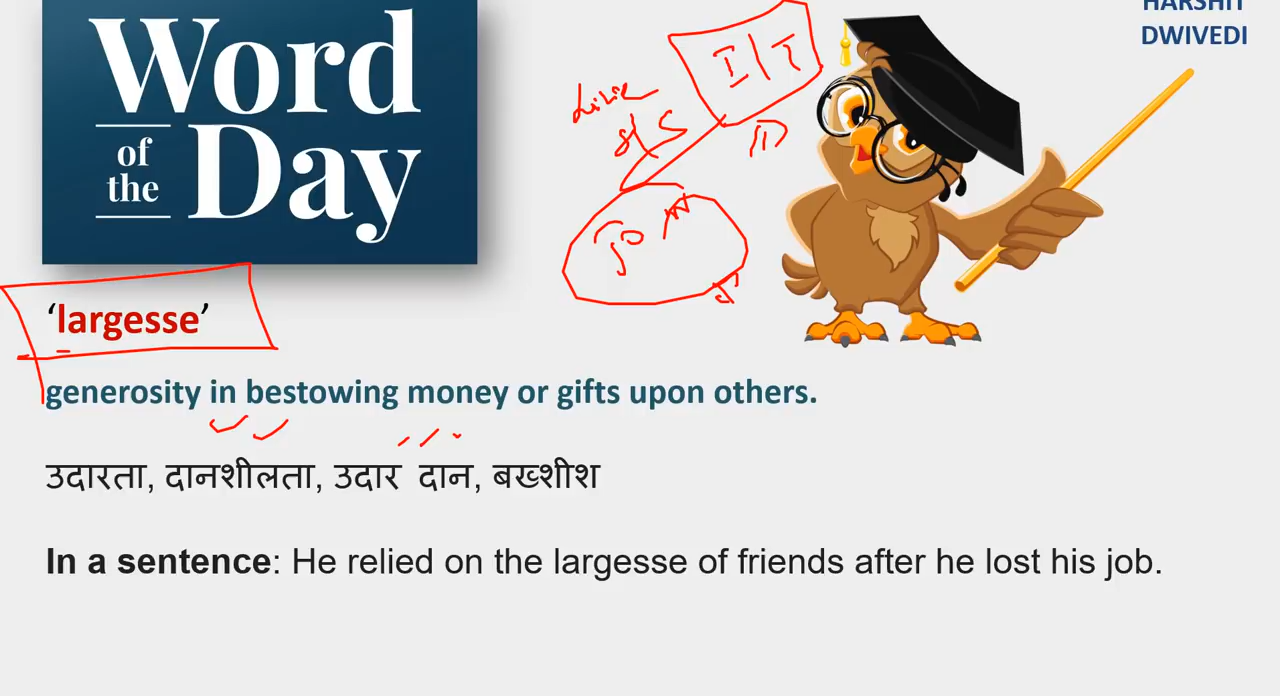 HARSHIT
DWIVEDI
Word
of
the
Day
I/T
‘largesse’
generosity in bestowing money or gifts upon others.
उदारता, दानशीलता, उदार दान, बख्शीश
In a sentence: He relied on the largesse of friends after he lost his job.